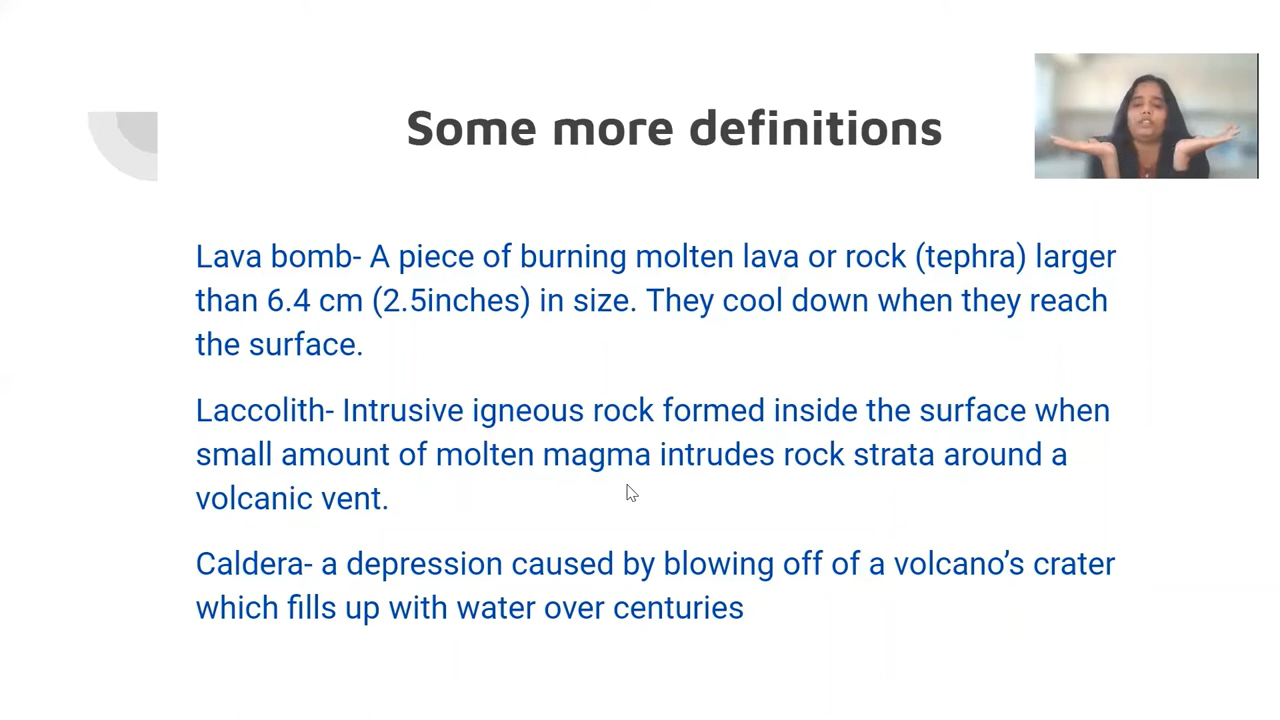 Some more definitions
Lava bomb- A piece of burning molten lava or rock (tephra) larger
than 6.4 cm (2.5inches) in size. They cool down when they reach
the surface.
Laccolith- Intrusive igneous rock formed inside the surface when
small amount of molten magma intrudes rock strata around a
volcanic vent.
Caldera- a depression caused by blowing off of a volcano’s crater
which fills up with water over centuries